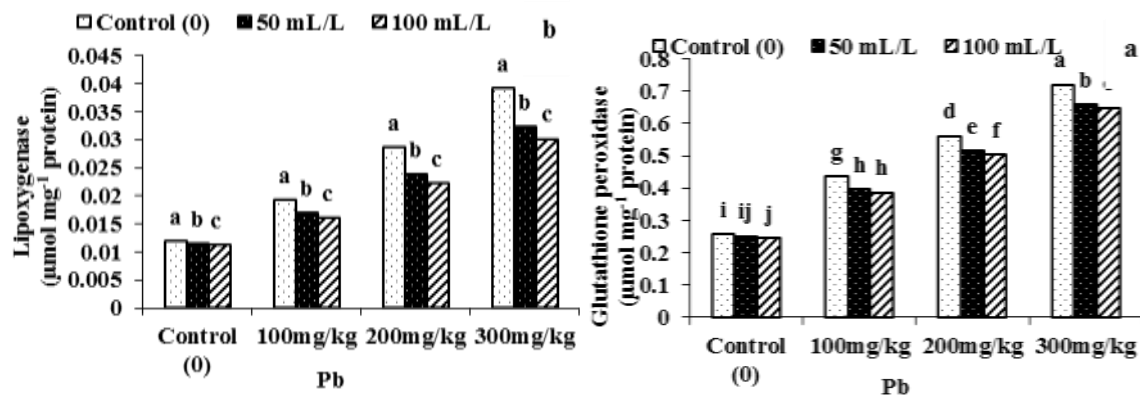 Control (0) 50 mL/L 100 mL/L b
0.045
0.04
0.035
0.03
0.025
0.02
0.015
0.01
0.005
0
Lipoxygenase
(µmol mg-1 protein)
a b c
a b c
a b c
a b c
Control
(0)
100mg/kg 200mg/kg 300mg/kg
Pb
Control (0) 50 mL/L 100 mL/L a
0.8
0.7
0.6
0.5
0.4
0.3
0.2
0.1
0
Glutathione peroxidase
(µmol mg-1 protein)
i ij j
g h h
d e f
a b
Control
(0)
100mg/kg 200mg/kg 300mg/kg
Pb